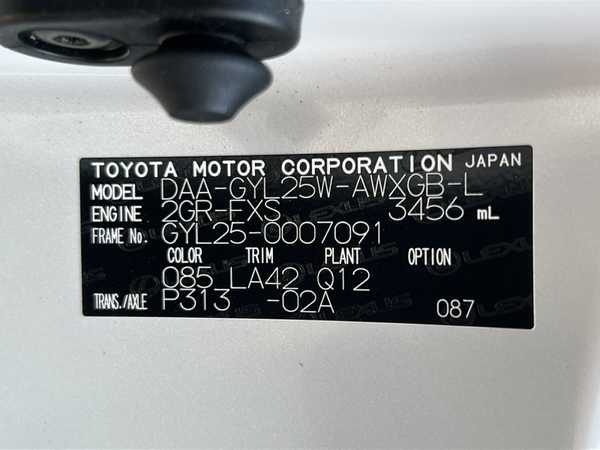 TOYOTA MOTOR CORPORATION JAPAN
MODEL DAA-GYL25W-AWXGB-L
ENGINE 2GR-FXS 3456 mL
FRAME No. GYL25-0007091
COLOR TRIM PLANT OPTION
085 LA42 Q12
TRANS./AXLE P313 -02A 087